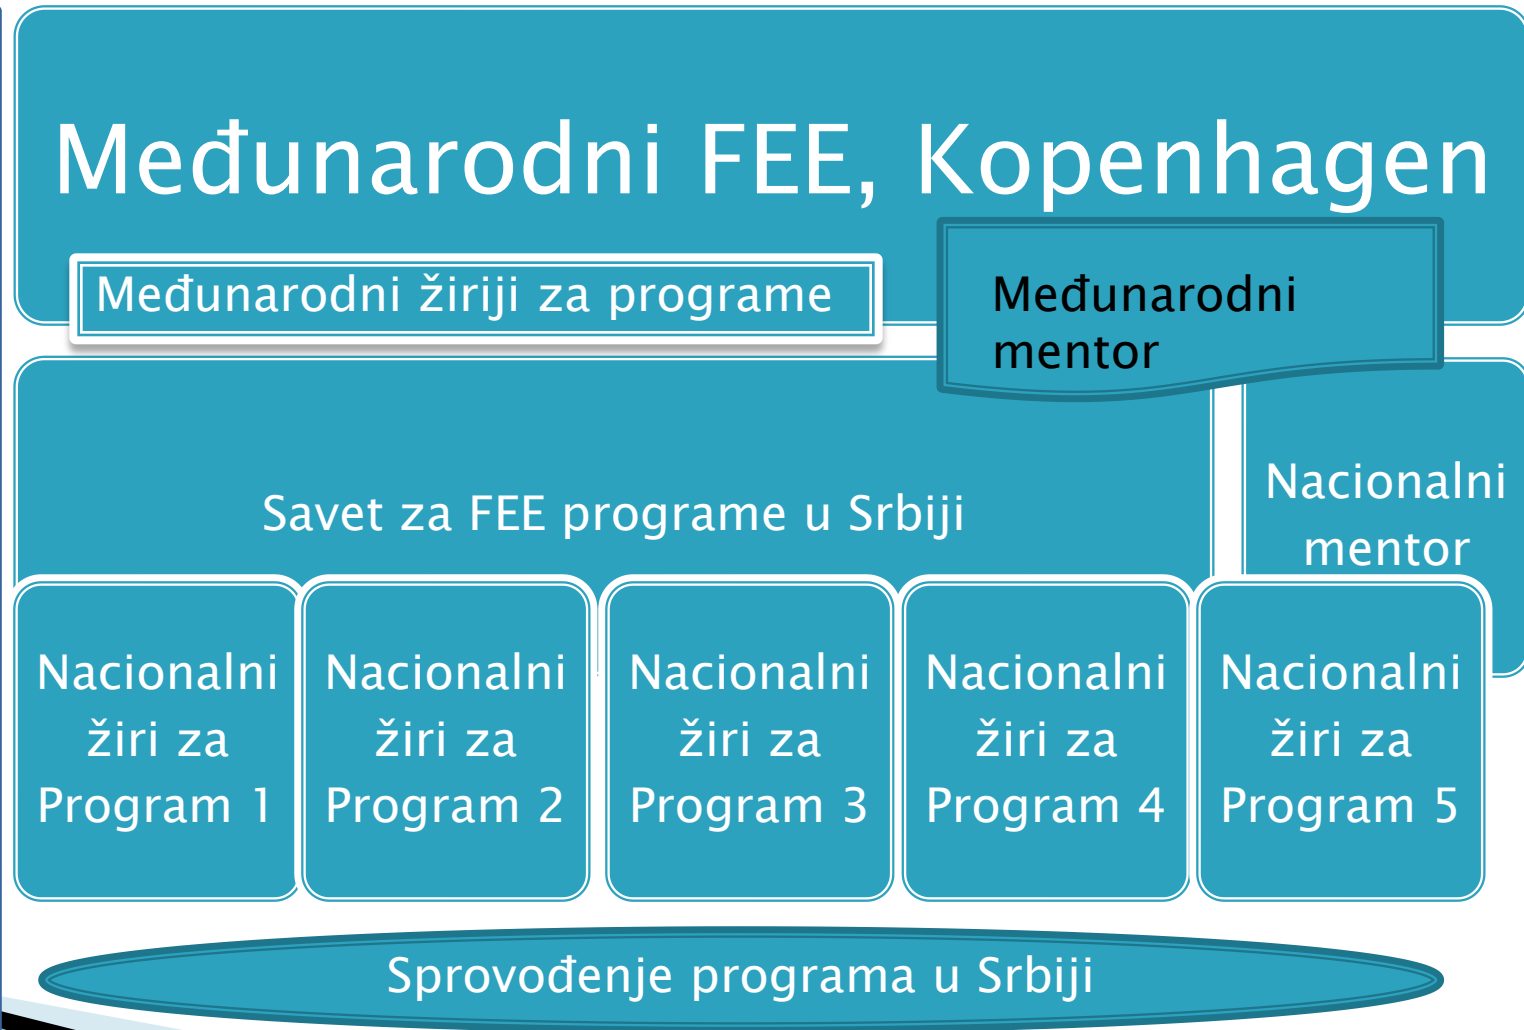 Međunarodni FEE, Kopenhagen
Međunarodni žiriji za programe
Međunarodni
mentor
Savet za FEE programe u Srbiji
Nacionalni
mentor
Nacionalni
žiri za
Program 1
Nacionalni
žiri za
Program 2
Nacionalni
žiri za
Program 3
Nacionalni
žiri za
Program 4
Nacionalni
žiri za
Program 5
Sprovođenje programa u Srbiji